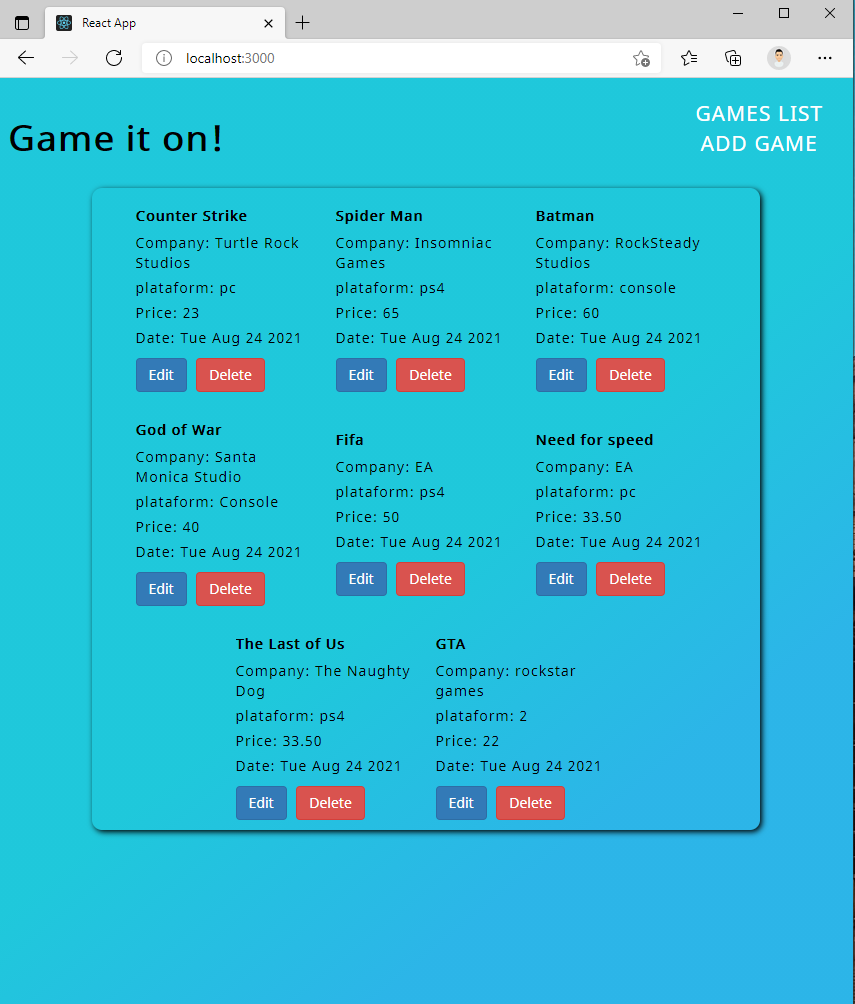 React App
localhost:3000
GAMES LIST
Game it on!
ADD GAME
Counter Strike
Company: Turtle Rock
Studios
plataform: pc
Price: 23
Date: Tue Aug 24 2021
Edit Delete
Spider Man
Company: Insomniac
Games
plataform: ps4
Price: 65
Date: Tue Aug 24 2021
Edit Delete
Batman
Company: RockSteady
Studios
plataform: console
Price: 60
Date: Tue Aug 24 2021
Edit Delete
God of War
Company: Santa
Monica Studio
plataform: Console
Price: 40
Date: Tue Aug 24 2021
Edit Delete
Fifa
Company: EA
plataform: ps4
Price: 50
Date: Tue Aug 24 2021
Edit Delete
Need for speed
Company: EA
plataform: pc
Price: 33.50
Date: Tue Aug 24 2021
Edit Delete
The Last of Us
Company: The Naughty
Dog
plataform: ps4
Price: 33.50
Date: Tue Aug 24 2021
Edit Delete
GTA
Company: rockstar
games
plataform: 2
Price: 22
Date: Tue Aug 24 2021
Edit Delete